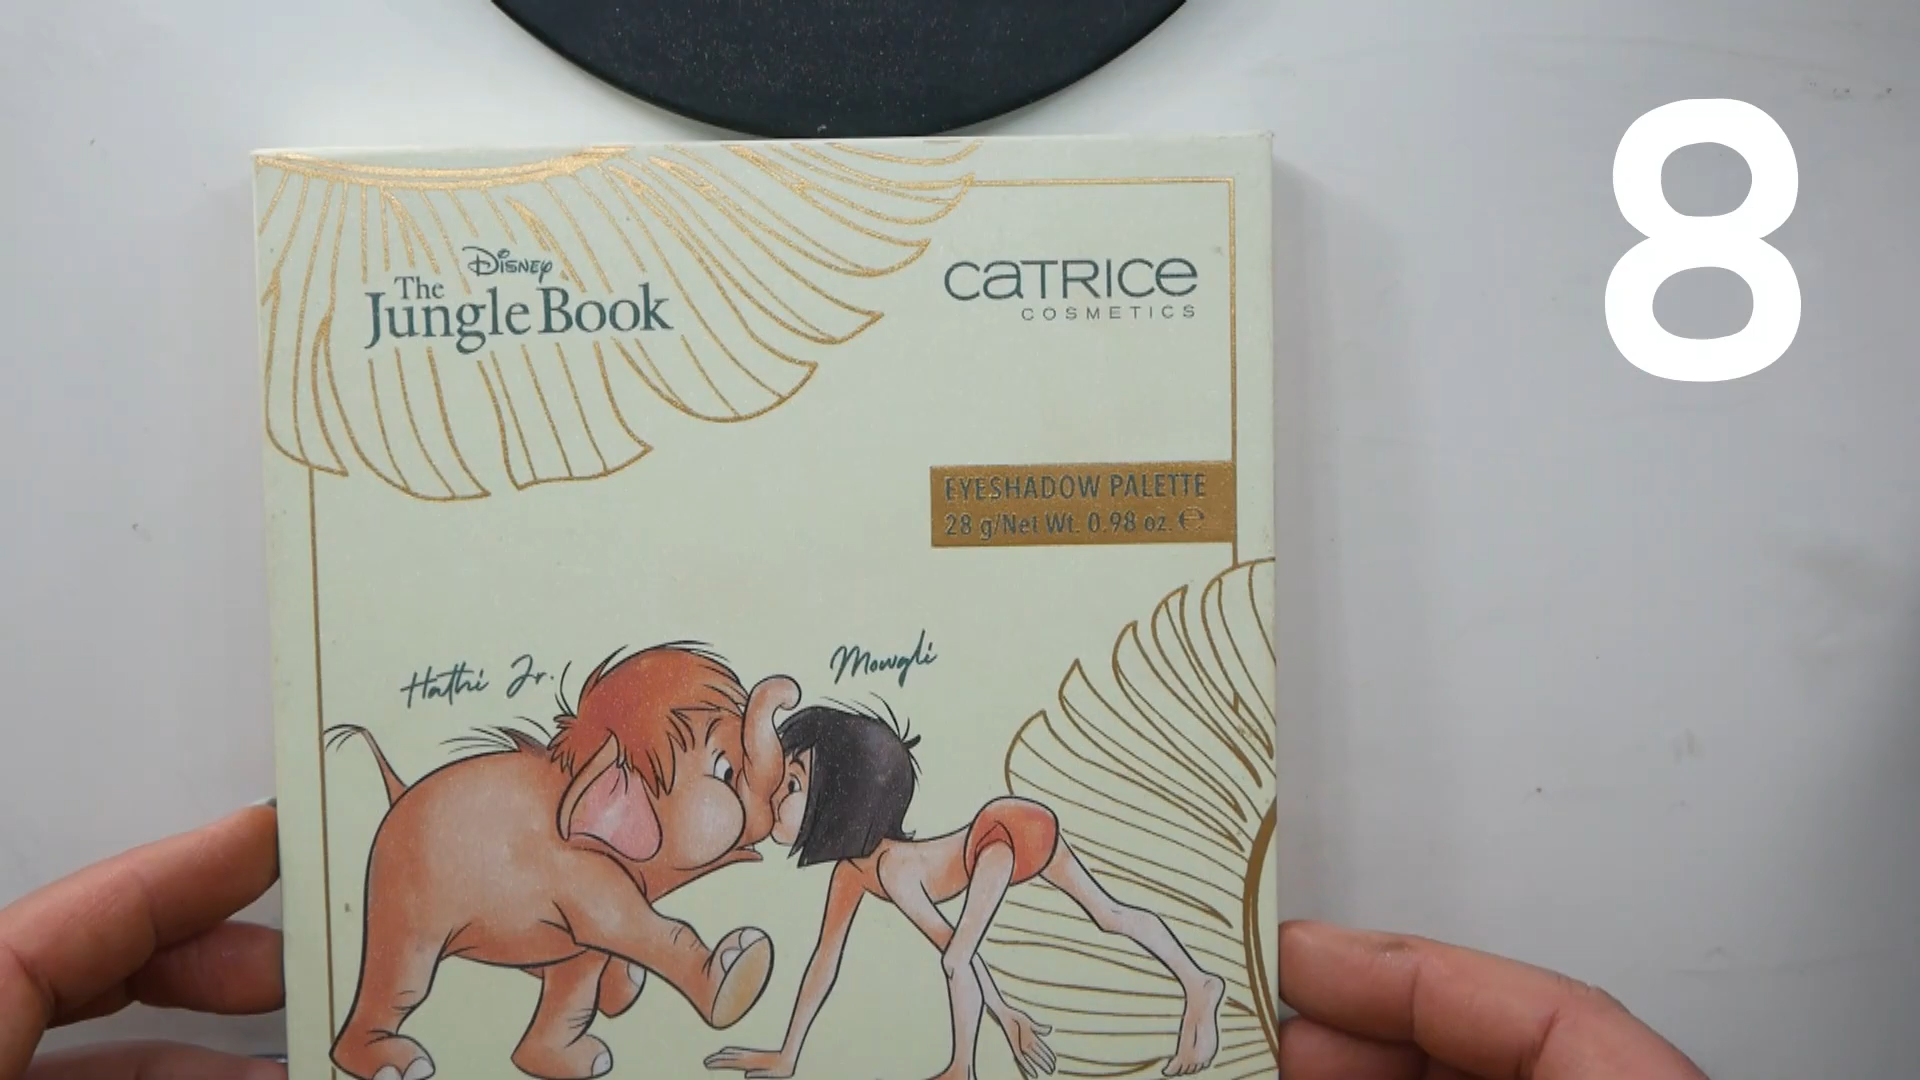 8
Disney
The
Jungle Book
CATRICE
COSMETICS
EYESHADOW PALETTE
28 g/Net Wt. 0.98 oz. ℮
Hathi Jr.
Mowgli